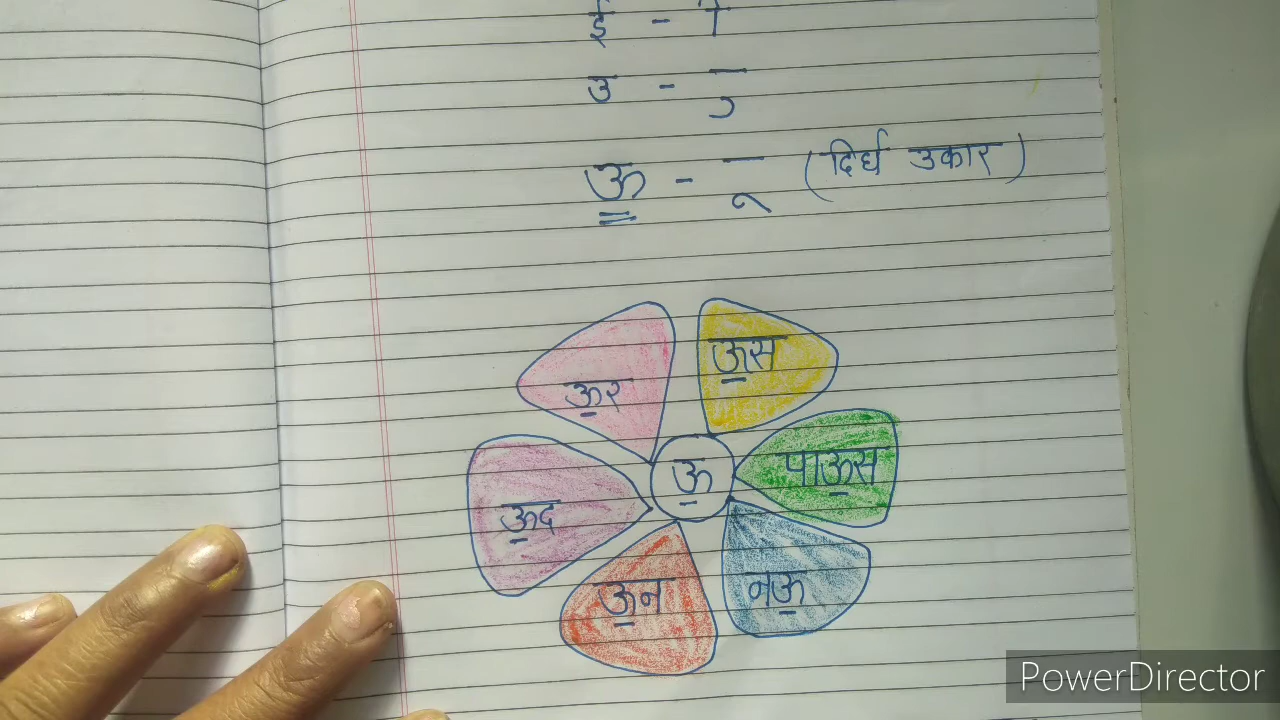 ई - ी
उ - ु
ऊ - ू (दिर्घ उकार)
ऊर
ऊस
ऊ
पाऊस
ऊद
ऊन
नऊ
PowerDirector